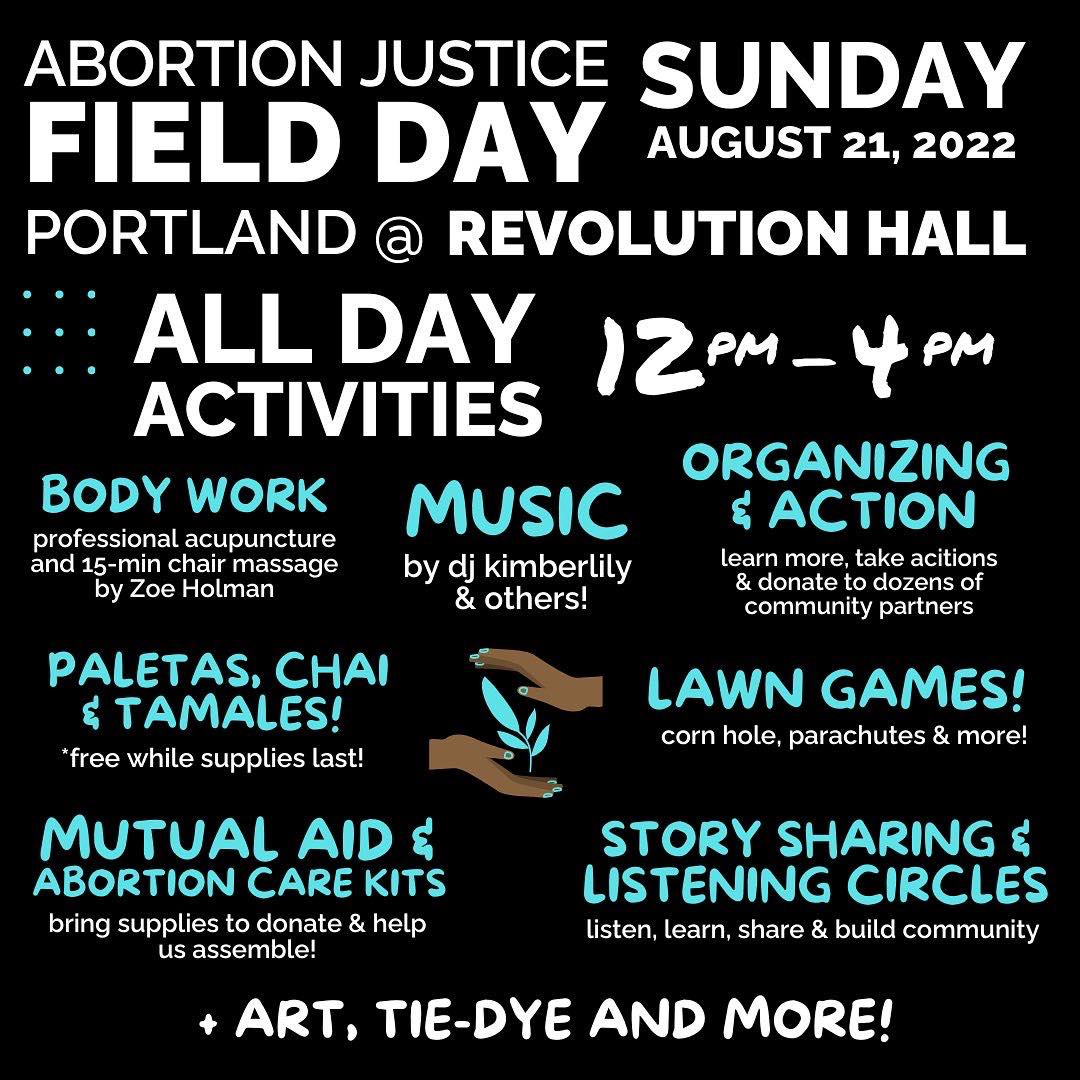 ABORTION JUSTICE
FIELD DAY
SUNDAY
AUGUST 21, 2022
PORTLAND @ REVOLUTION HALL
ALL DAY
ACTIVITIES
12PM – 4PM
BODY WORK
professional acupuncture
and 15-min chair massage
by Zoe Holman
MUSIC
by dj kimberlily
& others!
ORGANIZING
& ACTION
learn more, take acitions
& donate to dozens of
community partners
PALETAS, CHAI
& TAMALES!
*free while supplies last!
LAWN GAMES!
corn hole, parachutes & more!
MUTUAL AID &
ABORTION CARE KITS
bring supplies to donate & help
us assemble!
STORY SHARING &
LISTENING CIRCLES
listen, learn, share & build community
+ ART, TIE-DYE AND MORE!